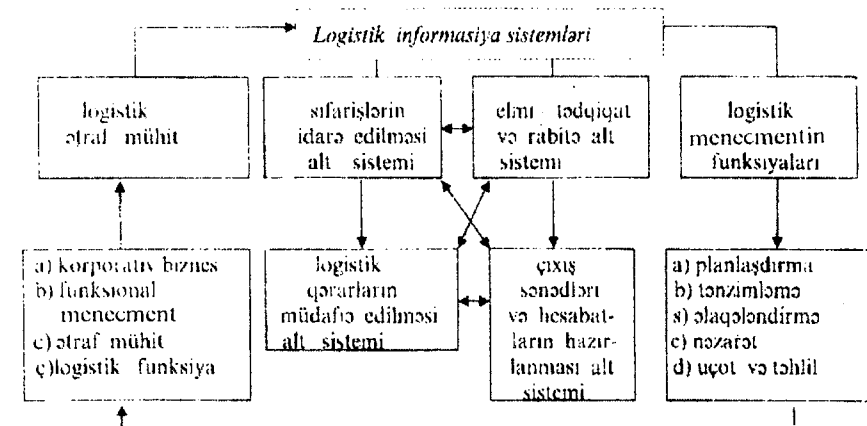 Logistik informasiya sistemləri
logistik
ətraf mühit
sifarişlərin
idarə edilməsi
alt sistemi
elmi tədqiqat
və rabitə alt
sistemi
logistik
menecmentin
funksiyaları
a) korporativ biznes
b) funksional
menecment
c) ətraf mühit
ç) logistik funksiya
logistik
qərarların
müdafiə edilməsi
alt sistemi
çıxış
sənədləri
və hesabat-
ların hazır-
lanması alt
sistemi
a) planlaşdırma
b) tənzimləmə
s) əlaqələndirmə
c) nəzarət
d) uçot və təhlil